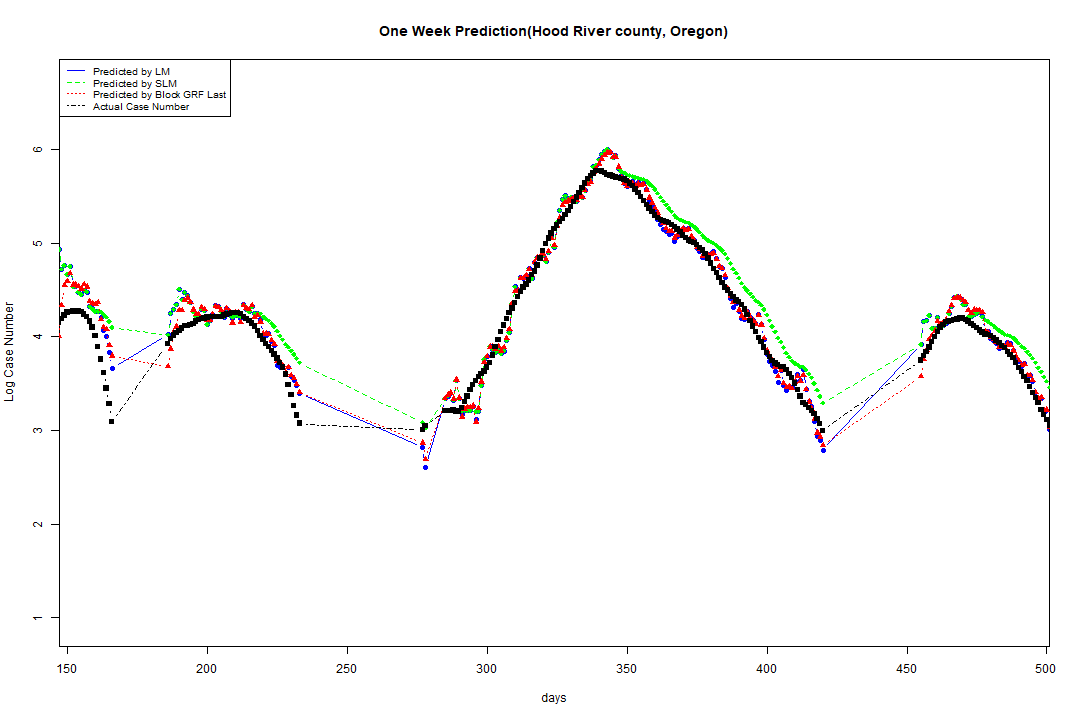 One Week Prediction(Hood River county, Oregon)
Predicted by LM
Predicted by SLM
Predicted by Block GRF Last
Actual Case Number
Log Case Number
6
5
4
3
2
1
150 200 250 300 350 400 450 500
days